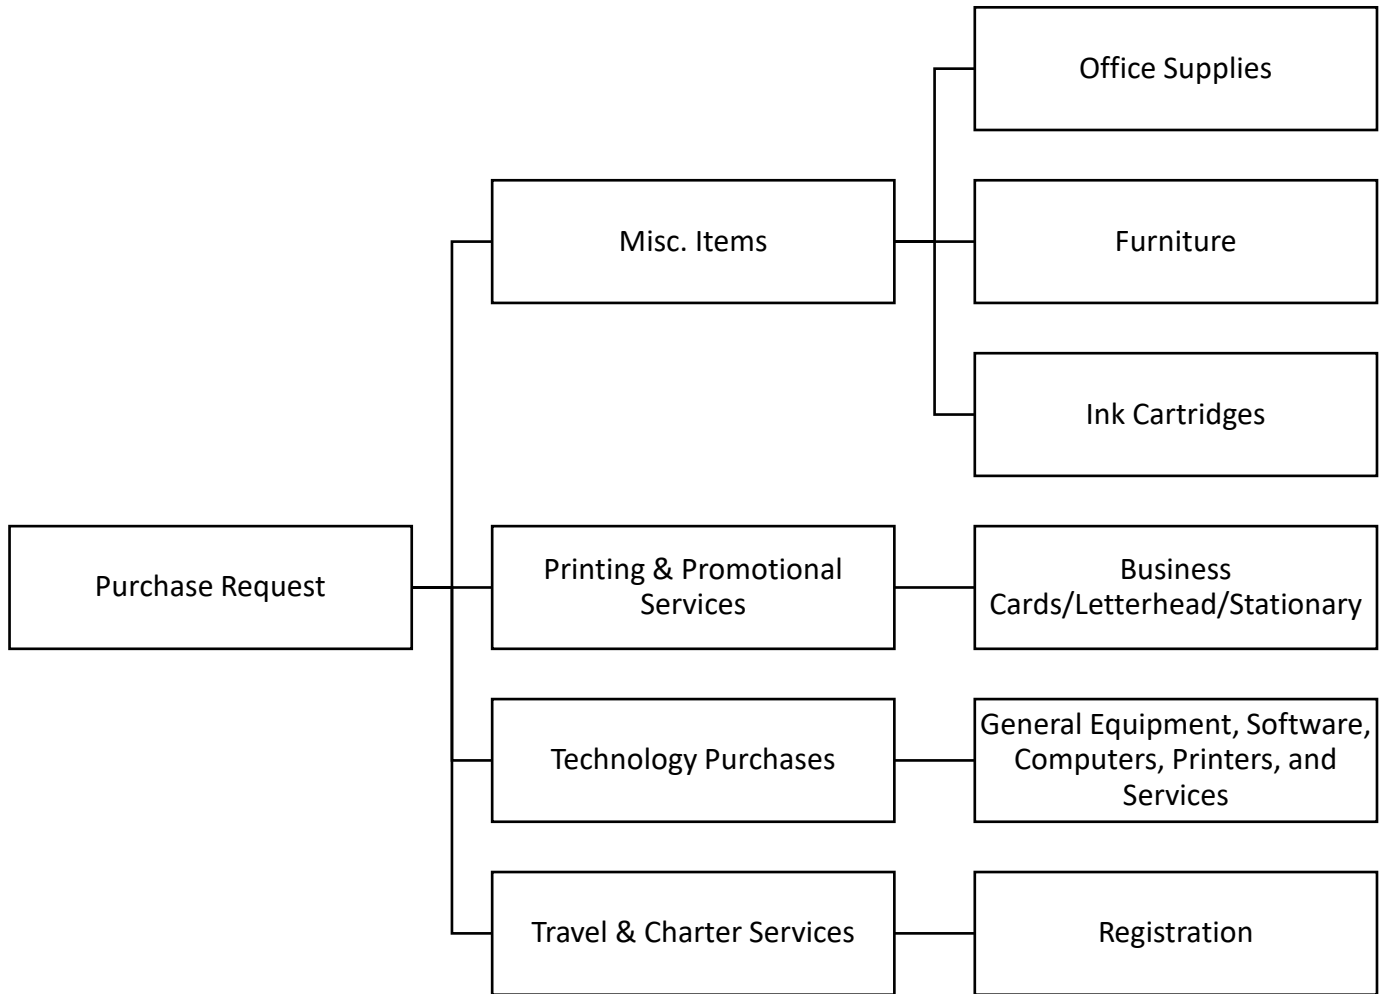 Office Supplies
Misc. Items
Furniture
Ink Cartridges
Purchase Request
Printing & Promotional
Services
Business
Cards/Letterhead/Stationary
Technology Purchases
General Equipment, Software,
Computers, Printers, and
Services
Travel & Charter Services
Registration